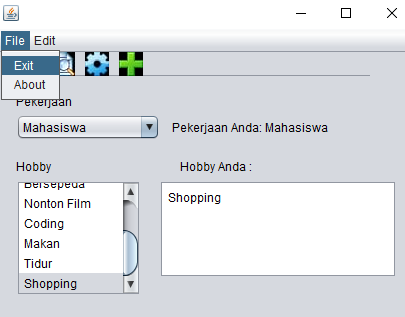 File Edit
Exit
About
Pekerjaan
Mahasiswa Pekerjaan Anda: Mahasiswa
Hobby Hobby Anda :
Bersepeda
Nonton Film
Coding
Makan
Tidur
Shopping
Shopping